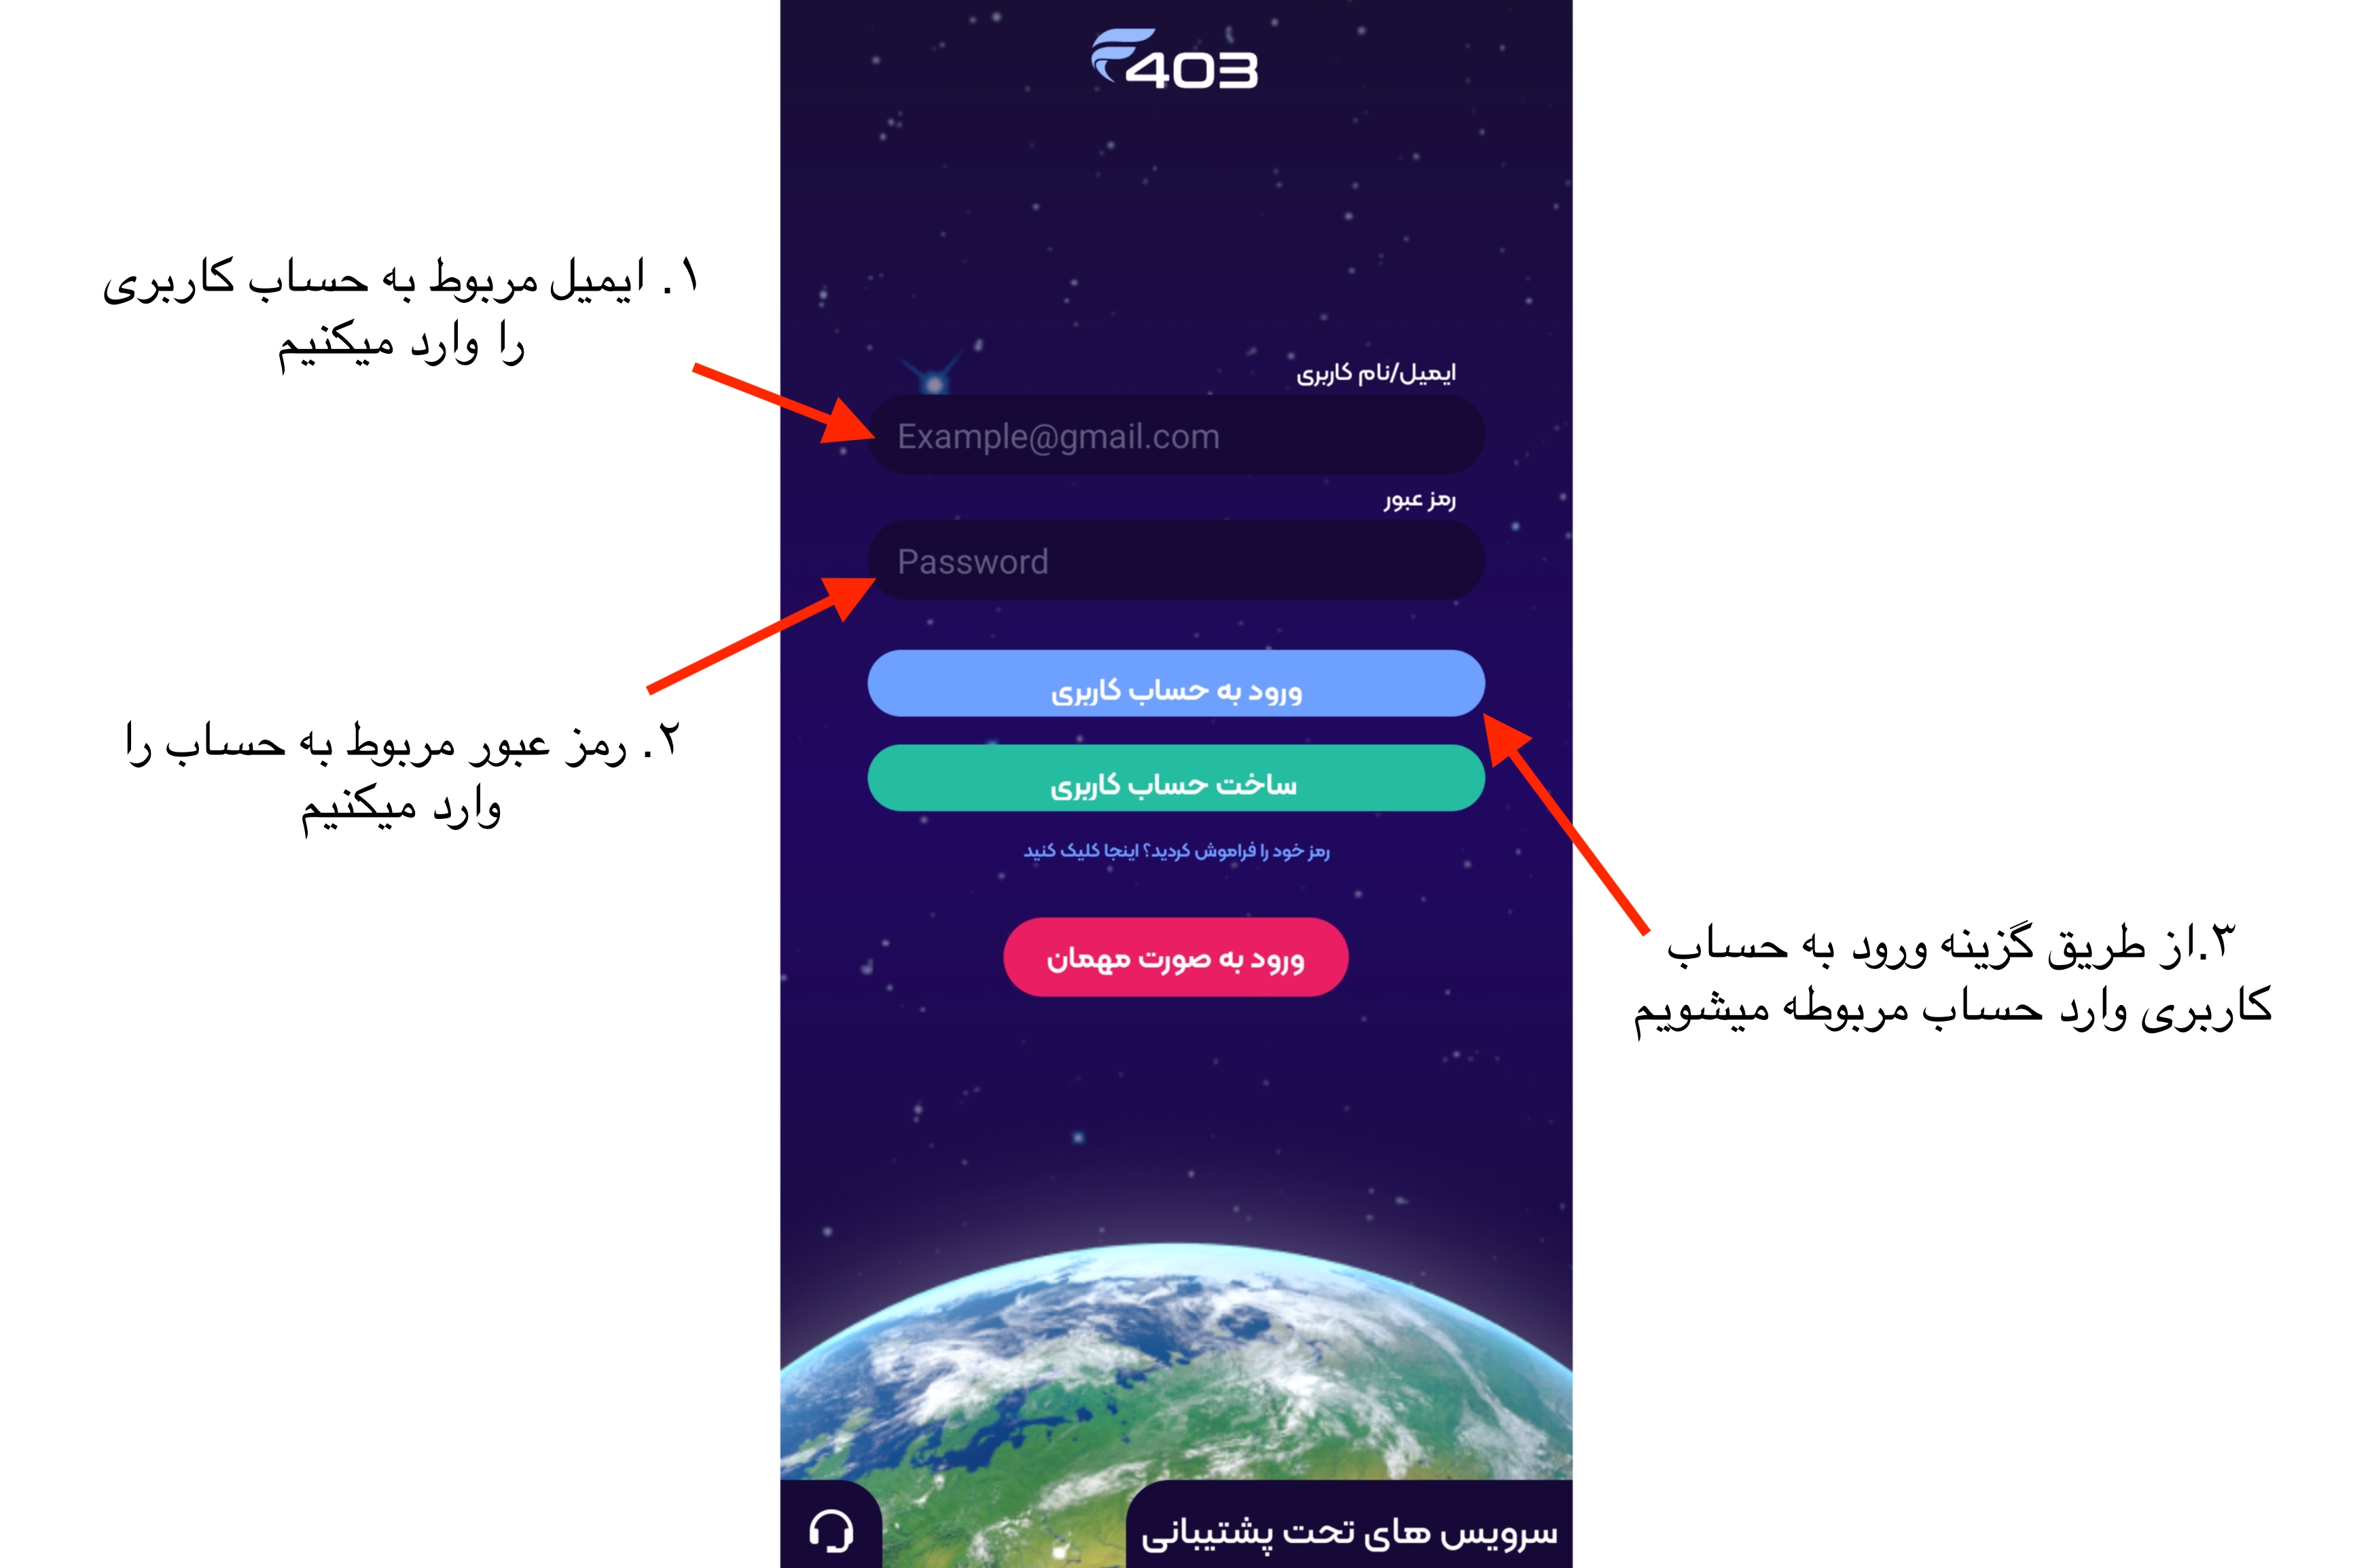 403
۱. ایمیل مربوط به حساب کاربری
را وارد میکنیم
ایمیل/نام کاربری
Example@gmail.com
رمز عبور
Password
۲. رمز عبور مربوط به حساب را
وارد میکنیم
ورود به حساب کاربری
ساخت حساب کاربری
رمز خود را فراموش کردید؟ اینجا کلیک کنید
ورود به صورت مهمان
۳.از طریق گزینه ورود به حساب
کاربری وارد حساب مربوطه میشویم
سرویس های تحت پشتیبانی